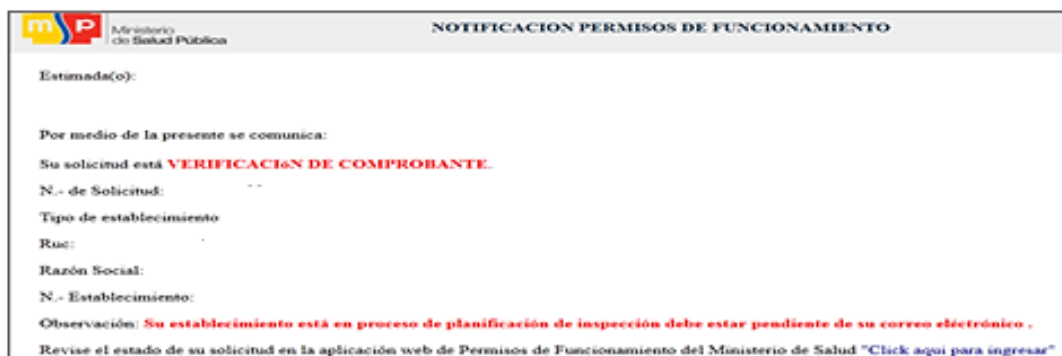 msp Ministerio
de Salud Pública
NOTIFICACION PERMISOS DE FUNCIONAMIENTO
Estimada(o):
Por medio de la presente se comunica:
Su solicitud está VERIFICACIóN DE COMPROBANTE.
N.- de Solicitud:
Tipo de establecimiento
Ruc:
Razón Social:
N.- Establecimiento:
Observación: Su establecimiento está en proceso de planificación de inspección debe estar pendiente de su correo eléctrónico .
Revise el estado de su solicitud en la aplicación web de Permisos de Funcionamiento del Ministerio de Salud "Click aqui para ingresar"